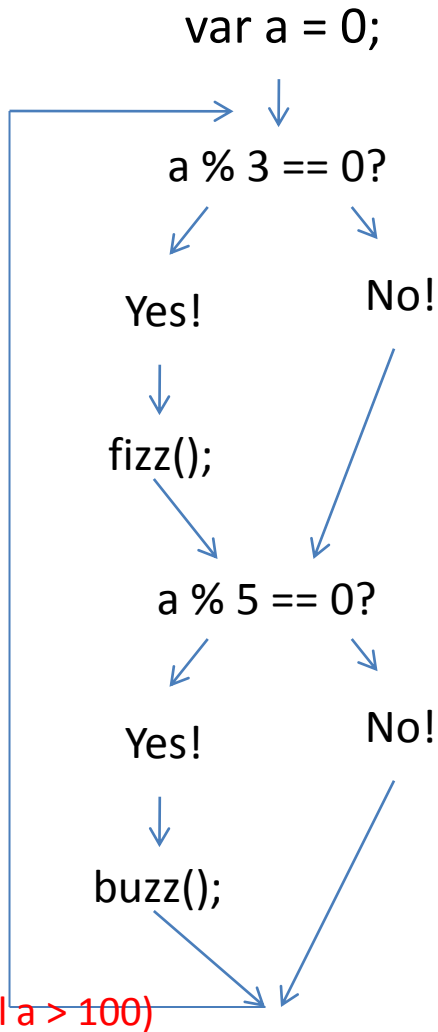 var a = 0;
a % 3 == 0?
Yes!
No!
fizz();
a % 5 == 0?
Yes!
No!
buzz();
a > 100)